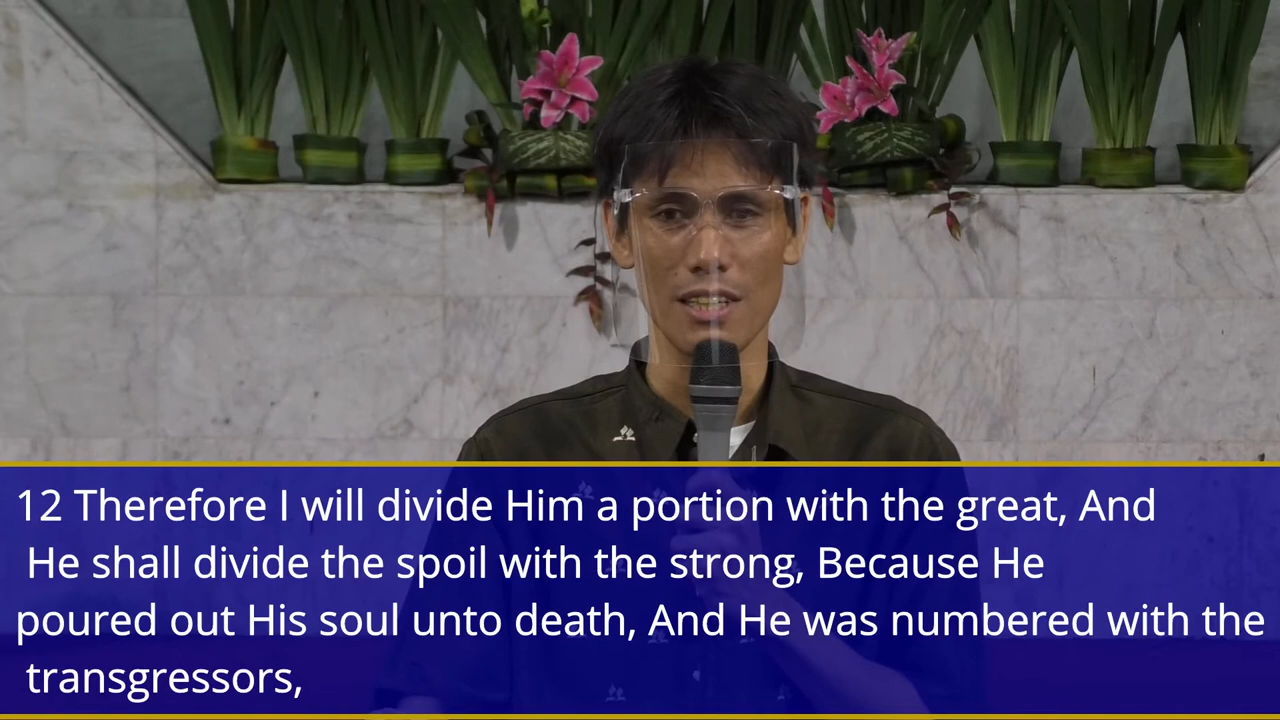 12 Therefore I will divide Him a portion with the great, And
He shall divide the spoil with the strong, Because He
poured out His soul unto death, And He was numbered with the
transgressors,